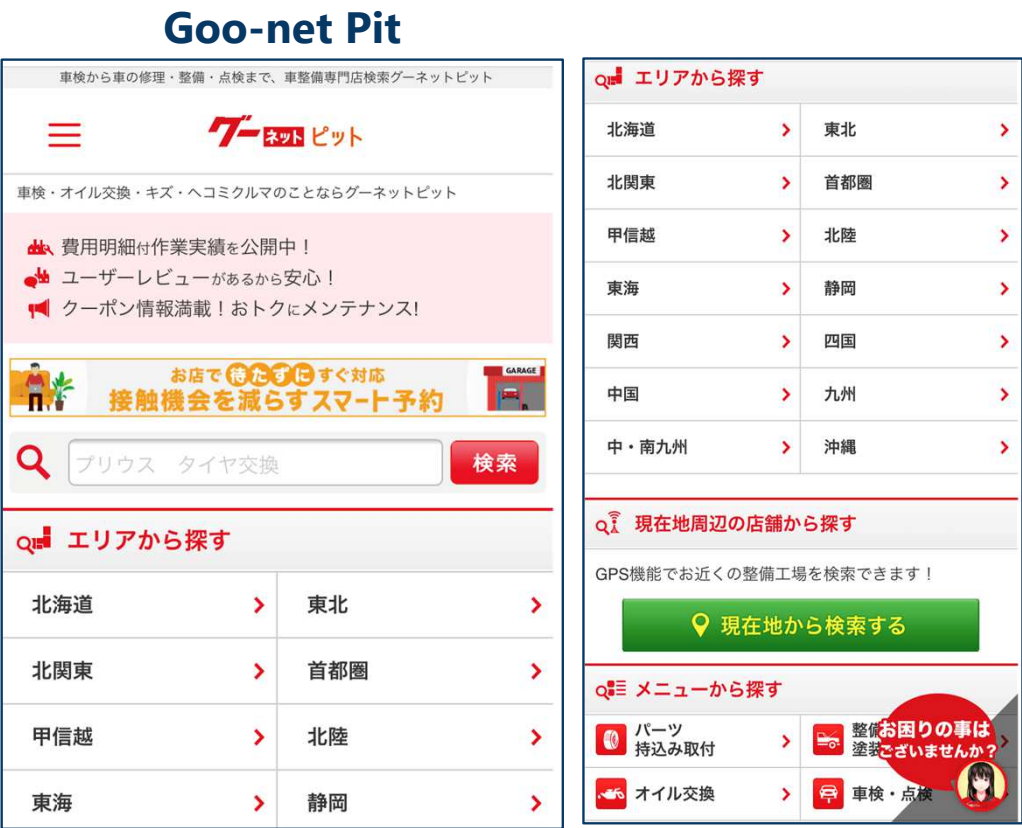 Goo-net Pit
車検から車の修理・整備・点検まで、車整備専門店検索グーネットピット
グーネットピット
車検・オイル交換・キズ・ヘコミクルマのことならグーネットピット
費用明細付作業実績を公開中！
ユーザーレビューがあるから安心！
クーポン情報満載！おトクにメンテナンス!
お店で待たずにすぐ対応
接触機会を減らすスマート予約
GARAGE
プリウス　タイヤ交換
検索
エリアから探す
北海道
東北
北関東
首都圏
甲信越
北陸
東海
静岡
エリアから探す
北海道
東北
北関東
首都圏
甲信越
北陸
東海
静岡
関西
四国
中国
九州
中・南九州
沖縄
現在地周辺の店舗から探す
GPS機能でお近くの整備工場を検索できます！
現在地から検索する
メニューから探す
パーツ
持込み取付
整備
塗装
お困りの事は
ございませんか？
オイル交換
車検・点検